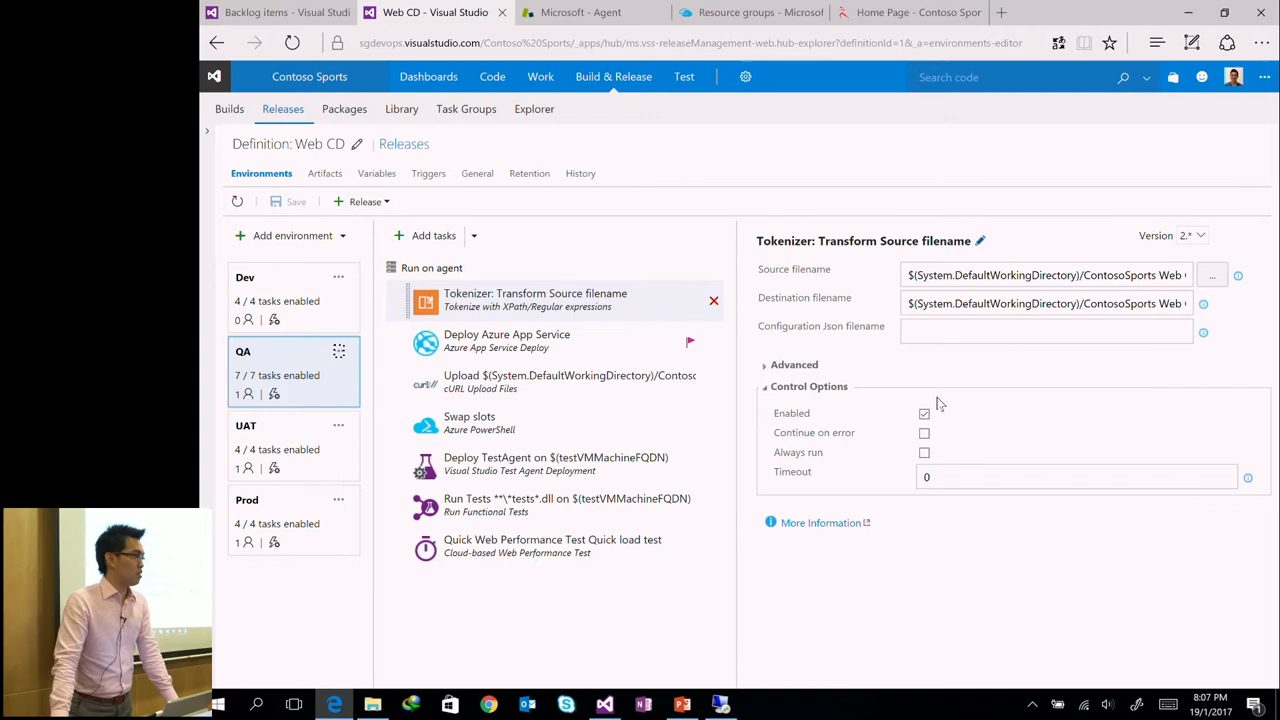 Backlog items - Visual Studi
Web CD - Visual Studio
Microsoft - Agent
Resource groups - Microsof
Home Page - Contoso Spor
sgdevops.visualstudio.com/Contoso%20Sports/_apps/hub/ms.vss-releaseManagement-web.hub-explorer?definitionId=1&_a=environments-editor
Contoso Sports
Dashboards
Code
Work
Build & Release
Test
Search code
Builds
Releases
Packages
Library
Task Groups
Explorer
Definition: Web CD
Releases
Environments
Artifacts
Variables
Triggers
General
Retention
History
Save
Release
Add environment
Dev
4 / 4 tasks enabled
0
QA
7 / 7 tasks enabled
1
UAT
4 / 4 tasks enabled
1
Prod
4 / 4 tasks enabled
1
Add tasks
Run on agent
Tokenizer: Transform Source filename
Tokenize with XPath/Regular expressions
Deploy Azure App Service
Azure App Service Deploy
Upload $(System.DefaultWorkingDirectory)/Contosc
curl://
cURL Upload Files
Swap slots
Azure PowerShell
Deploy TestAgent on $(testVMMachineFQDN)
Visual Studio Test Agent Deployment
Run Tests **\*tests*.dll on $(testVMMachineFQDN)
Run Functional Tests
Quick Web Performance Test Quick load test
Cloud-based Web Performance Test
Tokenizer: Transform Source filename
Version 2.*
Source filename
$(System.DefaultWorkingDirectory)/ContosoSports Web
...
Destination filename
$(System.DefaultWorkingDirectory)/ContosoSports Web
Configuration Json filename
Advanced
Control Options
Enabled
Continue on error
Always run
Timeout
0
More Information
8:07 PM
19/1/2017